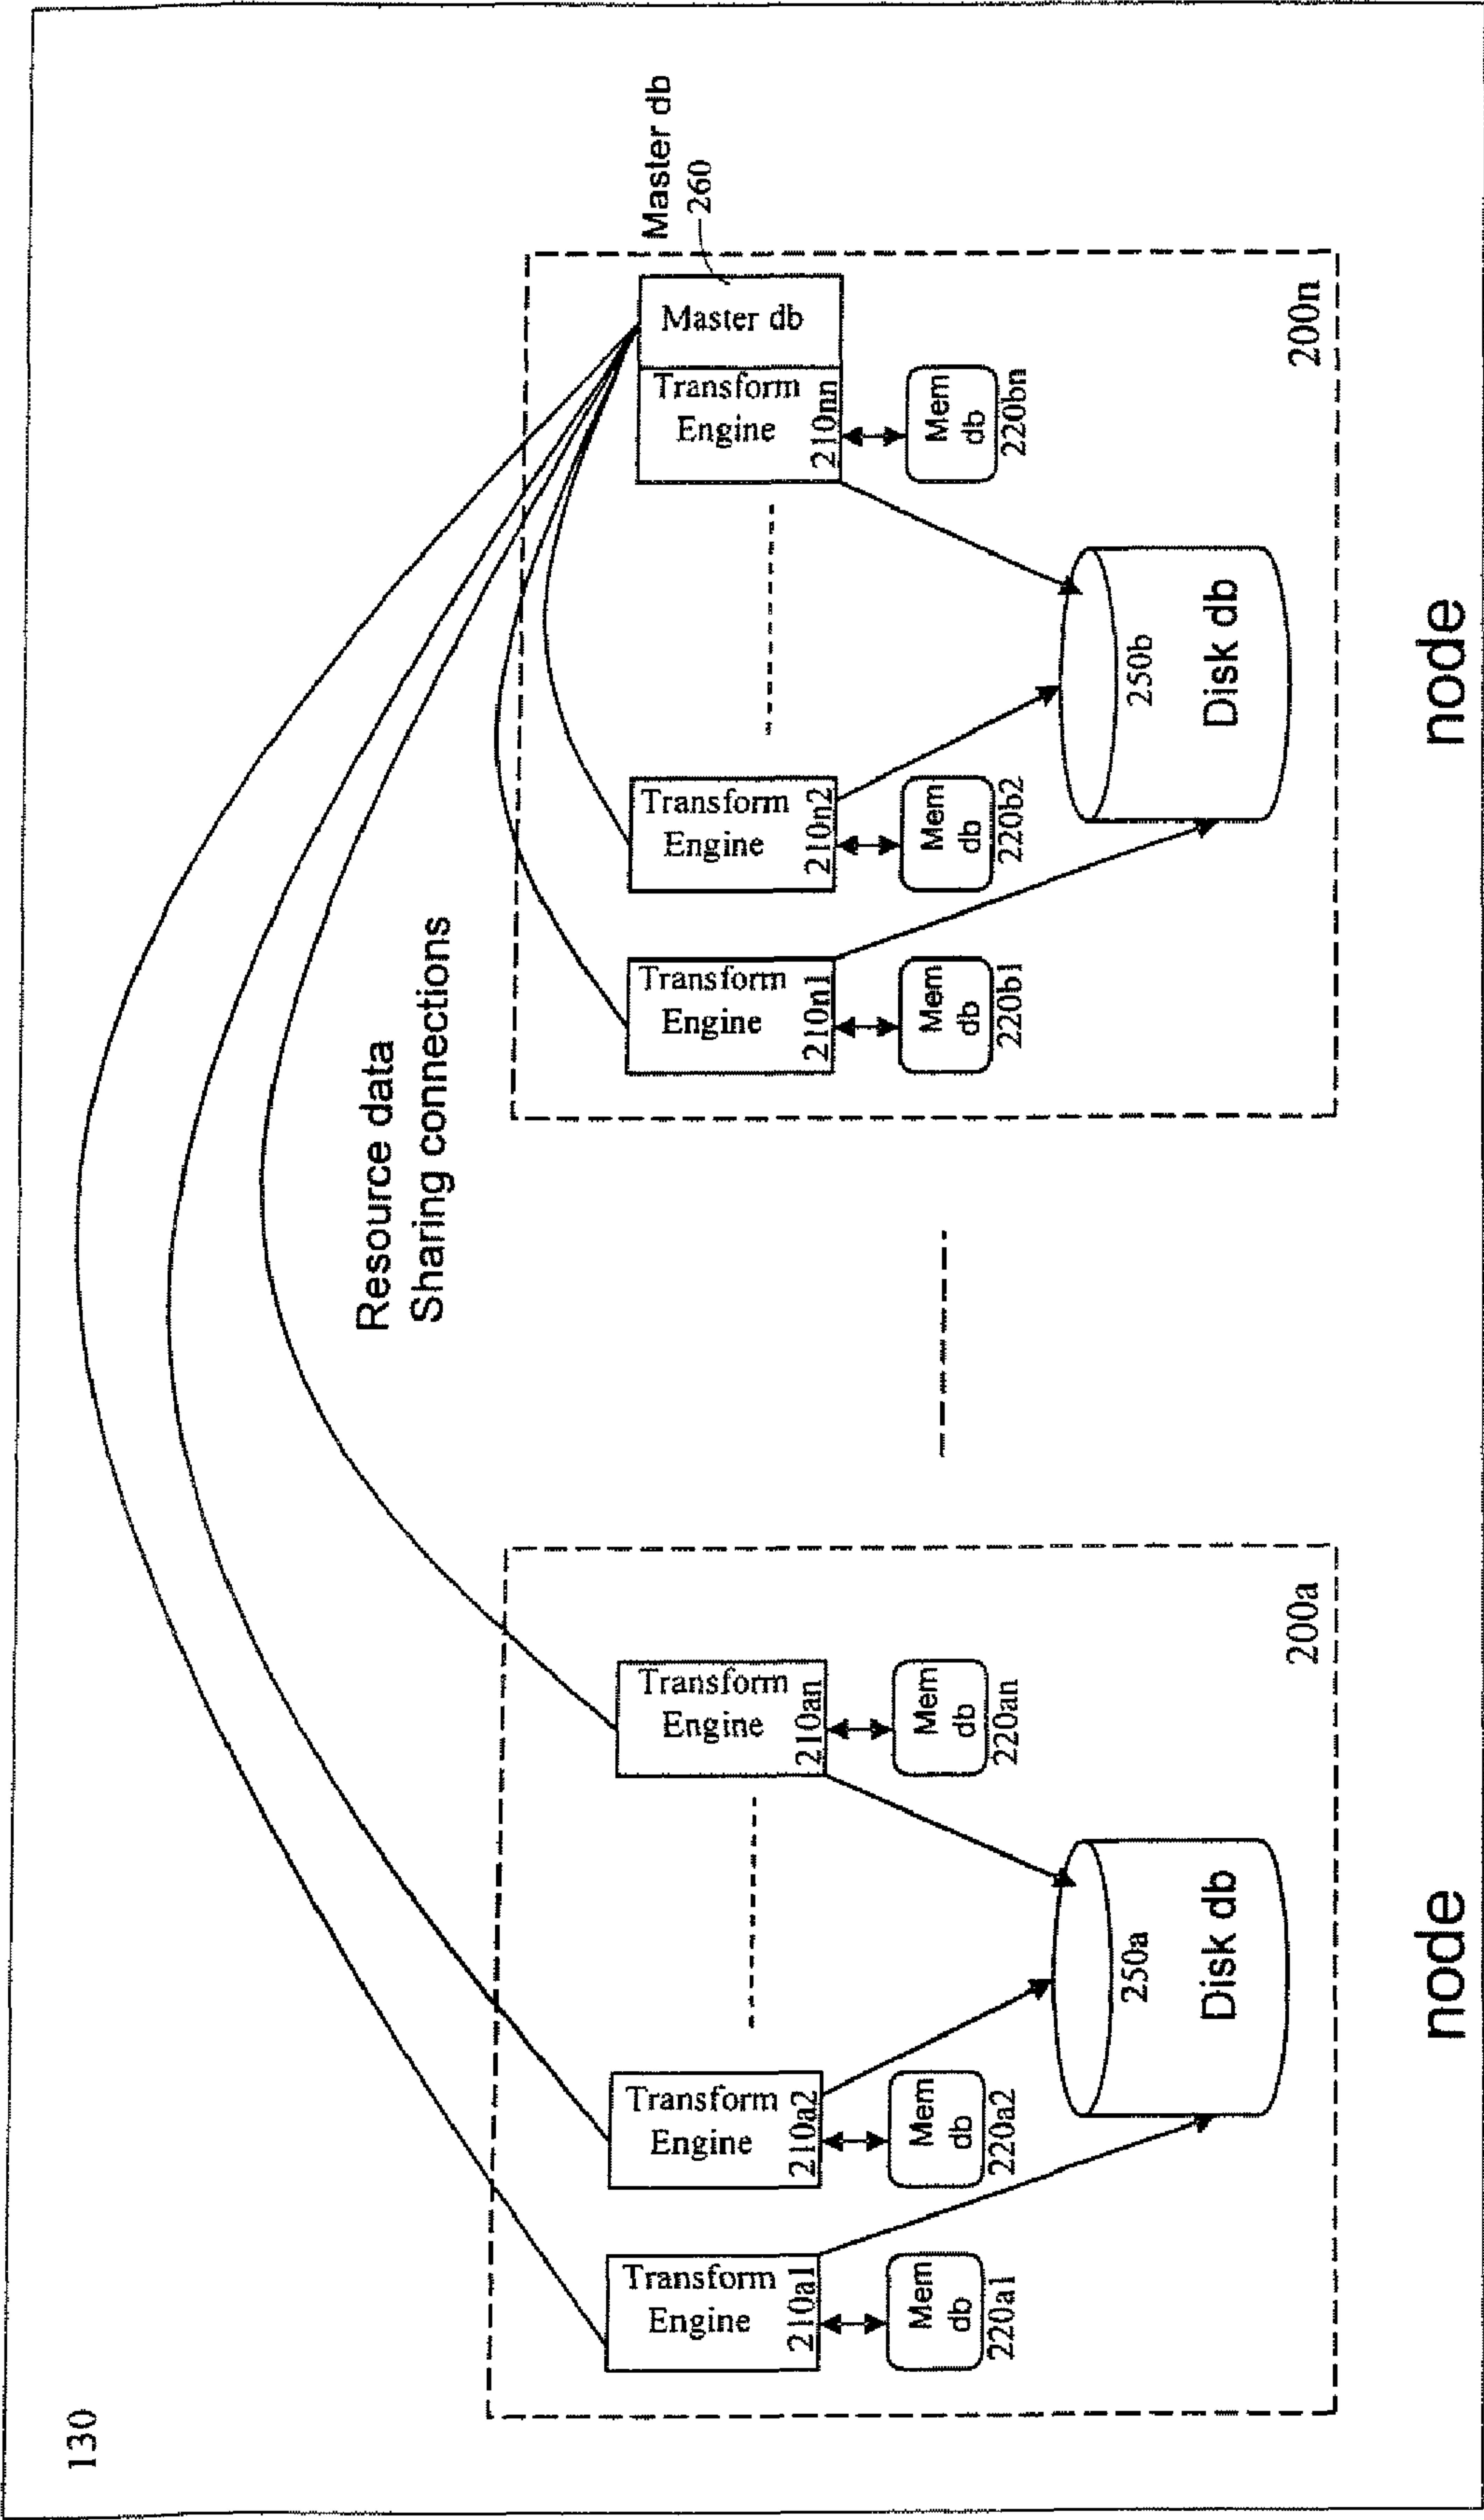 130
Resource data
Sharing connections
Master db
260
Transform
Engine
210a1
Mem
db
220a1
Transform
Engine
210a2
Mem
db
220a2
Transform
Engine
210an
Mem
db
220an
250a
Disk db
200a
node
Transform
Engine
210n1
Mem
db
220b1
Transform
Engine
210n2
Mem
db
220b2
Transform
Engine
210nn
Master db
Mem
db
220bn
250b
Disk db
200n
node